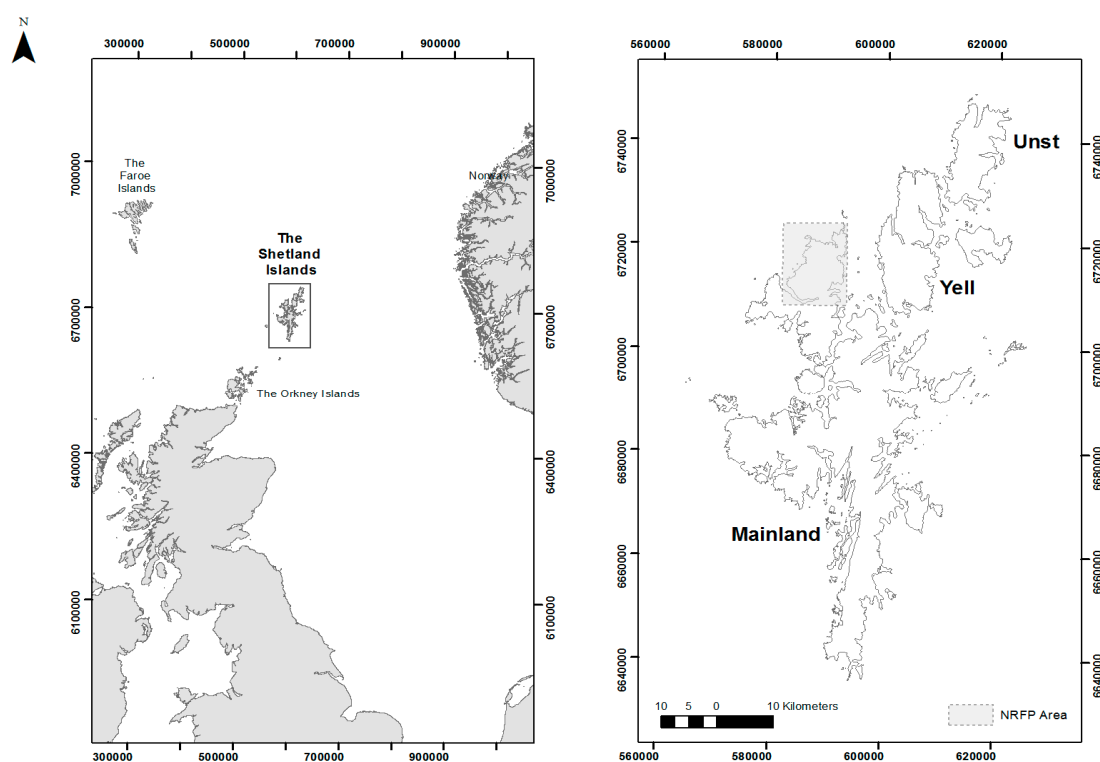 N
300000 500000 700000 900000
560000 580000 600000 620000
7000000
7000000
6700000
6700000
6400000
6400000
6100000
6100000
The
Faroe
Islands
Norway
The
Shetland
Islands
The Orkney Islands
300000 500000 700000 900000
6740000
6740000
6720000
6720000
6700000
6700000
6680000
6680000
6660000
6660000
6640000
6640000
Unst
Yell
Mainland
10 5 0 10 Kilometers
NRFP Area
560000 580000 600000 620000